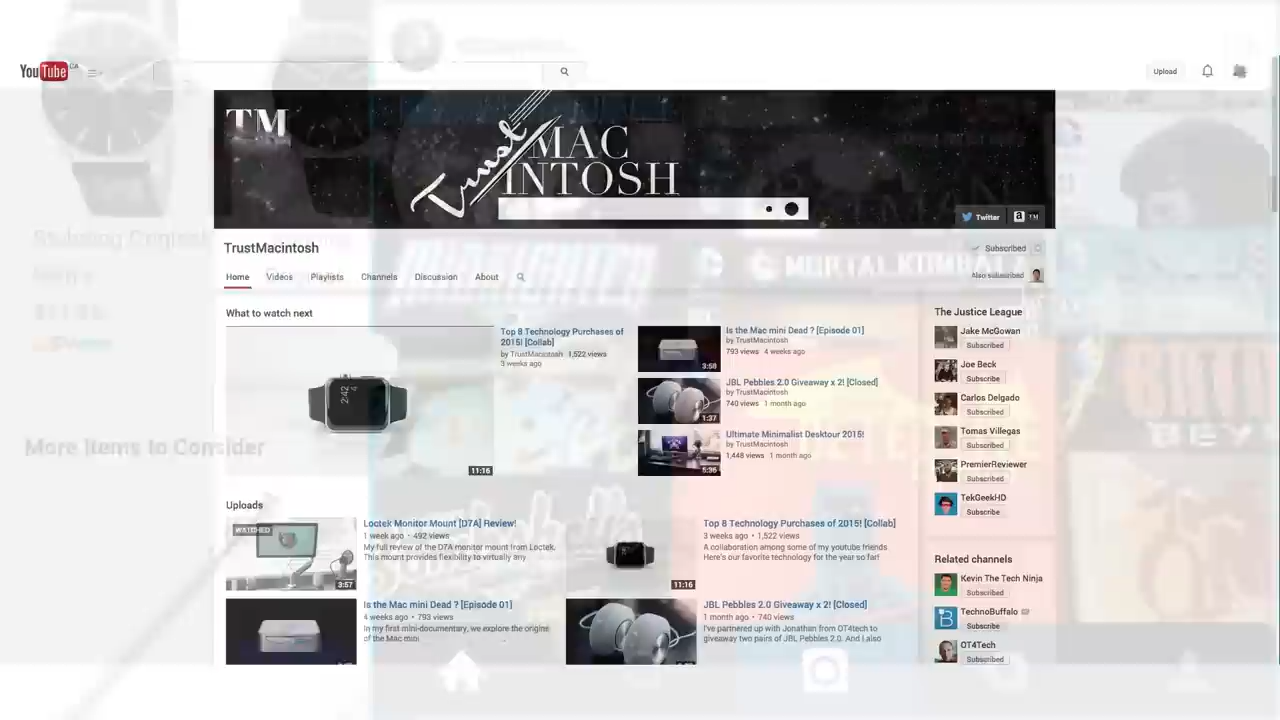 YouTube CA
Upload
TM
Trust MAC
INTOSH
Twitter
a TM
TrustMacintosh
Subscribed
Home Videos Playlists Channels Discussion About
Also subscribed
MORTAL KOMBAT
What to watch next
The Justice League
Top 8 Technology Purchases of
2015! [Collab]
by TrustMacintosh 1,522 views
3 weeks ago
11:16
Is the Mac mini Dead ? [Episode 01]
by TrustMacintosh
793 views 4 weeks ago
3:58
JBL Pebbles 2.0 Giveaway x 2! [Closed]
by TrustMacintosh
740 views 1 month ago
1:37
Ultimate Minimalist Desktour 2015!
by TrustMacintosh
1,448 views 1 month ago
5:36
Jake McGowan
Subscribed
Joe Beck
Subscribe
Carlos Delgado
Subscribed
Tomas Villegas
Subscribed
PremierReviewer
Subscribed
TekGeekHD
Subscribe
More Items to Consider
Uploads
WATCHED
3:57
Loctek Monitor Mount [D7A] Review!
1 week ago • 492 views
My full review of the D7A monitor mount from Loctek.
This mount provides flexibility to virtually any
11:16
Top 8 Technology Purchases of 2015! [Collab]
3 weeks ago • 1,522 views
A collaboration among some of my youtube friends
Here's our favorite technology for the year so far!
Is the Mac mini Dead ? [Episode 01]
4 weeks ago • 793 views
In my first mini-documentary, we explore the origins
of the Mac mini
JBL Pebbles 2.0 Giveaway x 2! [Closed]
1 month ago • 740 views
I've partnered up with Jonathan from OT4tech to
giveaway two pairs of JBL Pebbles 2.0. And I also
Related channels
Kevin The Tech Ninja
Subscribed
TechnoBuffalo
Subscribe
OT4Tech
Subscribed